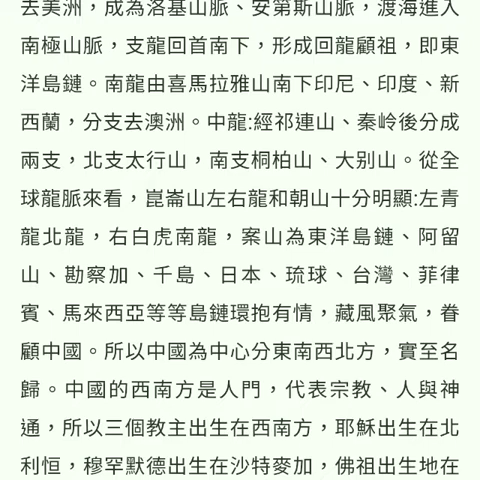 去美洲，成為洛基山脈、安第斯山脈，渡海進入
南極山脈，支龍回首南下，形成回龍顧祖，即東
洋島鏈。南龍由喜馬拉雅山南下印尼、印度、新
西蘭，分支去澳洲。中龍:經祁連山、秦岭後分成
兩支，北支太行山，南支桐柏山、大別山。從全
球龍脈來看，崑崙山左右龍和朝山十分明顯:左青
龍北龍，右白虎南龍，案山為東洋島鏈、阿留
山、勘察加、千島、日本、琉球、台灣、菲律
賓、馬來西亞等等島鏈環抱有情，藏風聚氣，眷
顧中國。所以中國為中心分東南西北方，實至名
歸。中國的西南方是人門，代表宗教、人與神
通，所以三個教主出生在西南方，耶穌出生在北
利恒，穆罕默德出生在沙特麥加，佛祖出生地在